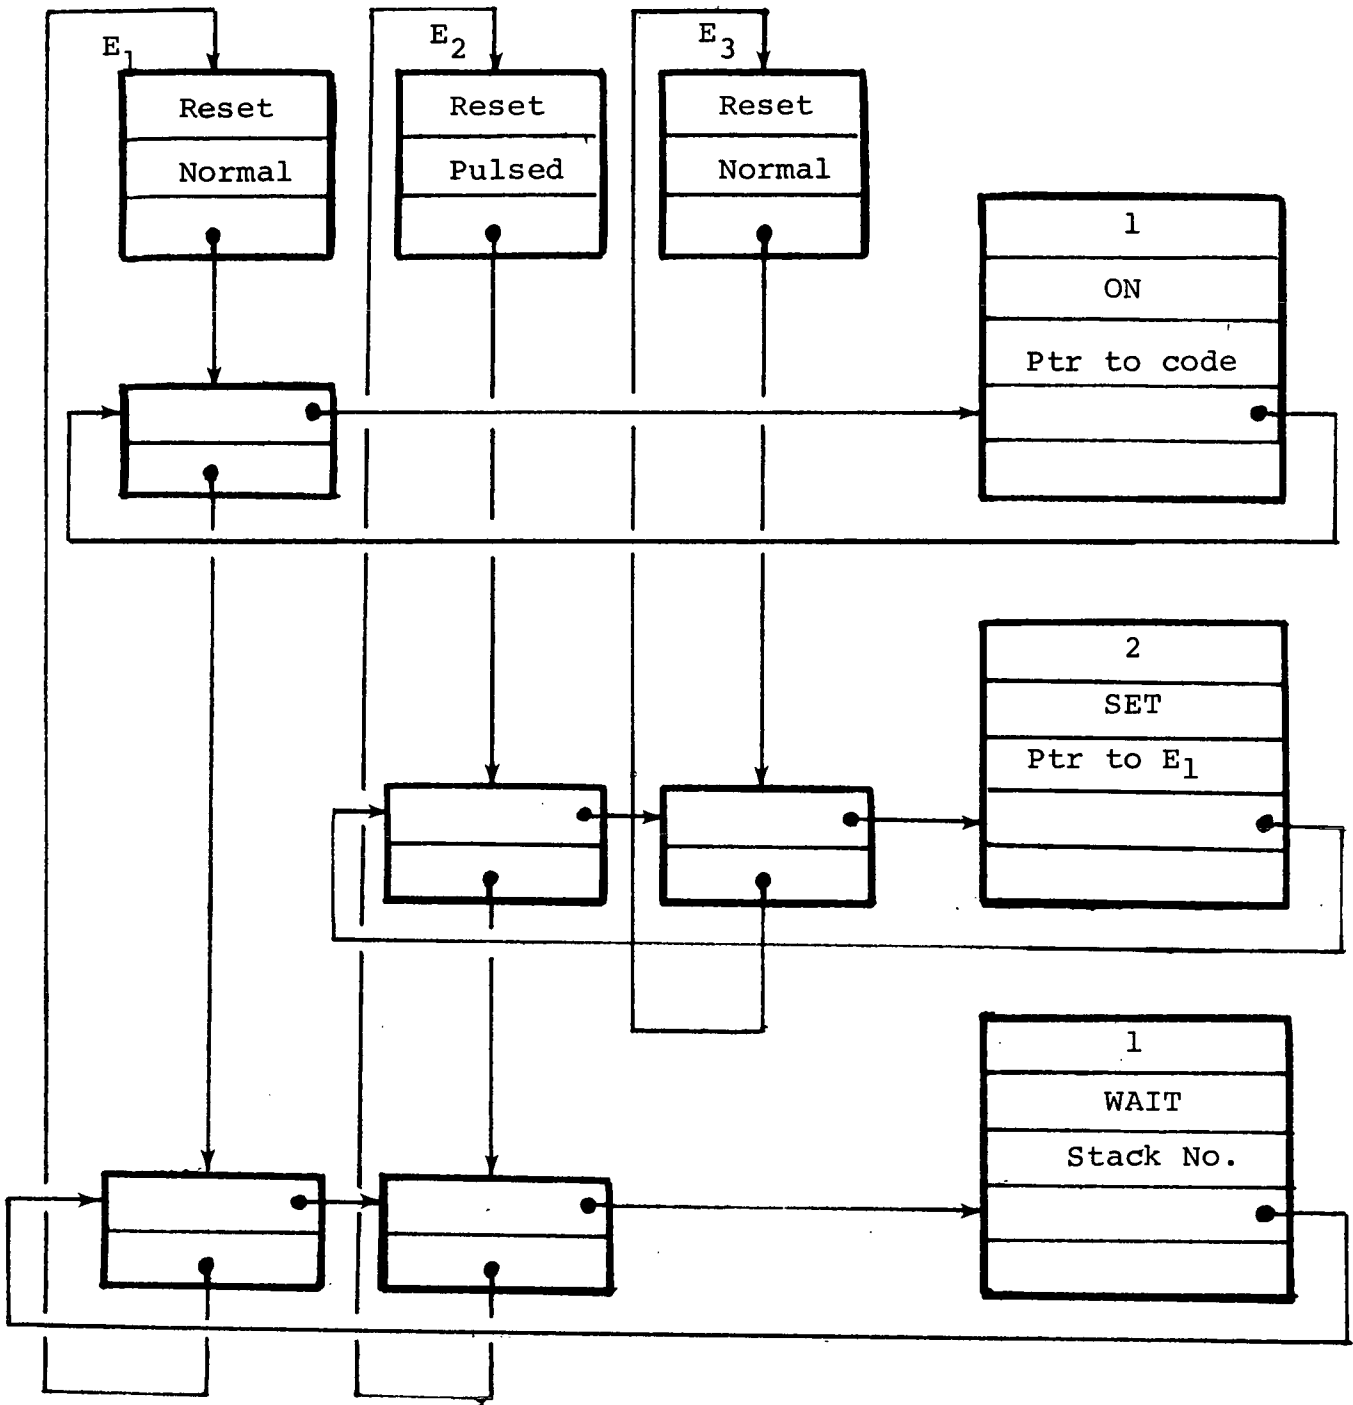 E1
Reset
Normal
E2
Reset
Pulsed
E3
Reset
Normal
1
ON
Ptr to code
2
SET
Ptr to E1
1
WAIT
Stack No.